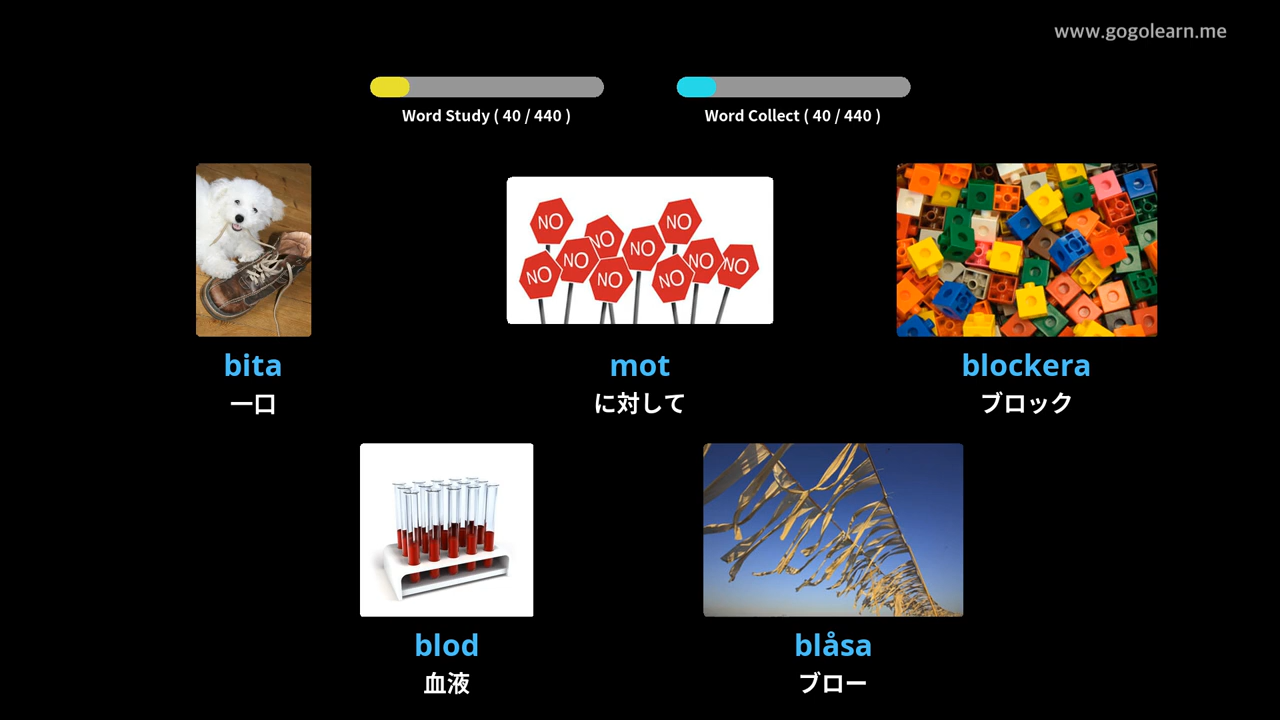 www.gogolearn.me
Word Study ( 40 / 440 )
Word Collect ( 40 / 440 )
NO
NO
NO
NO
NO
NO
NO
NO
NO
NO
bita
一口
mot
に対して
blockera
ブロック
blod
血液
blåsa
ブロー